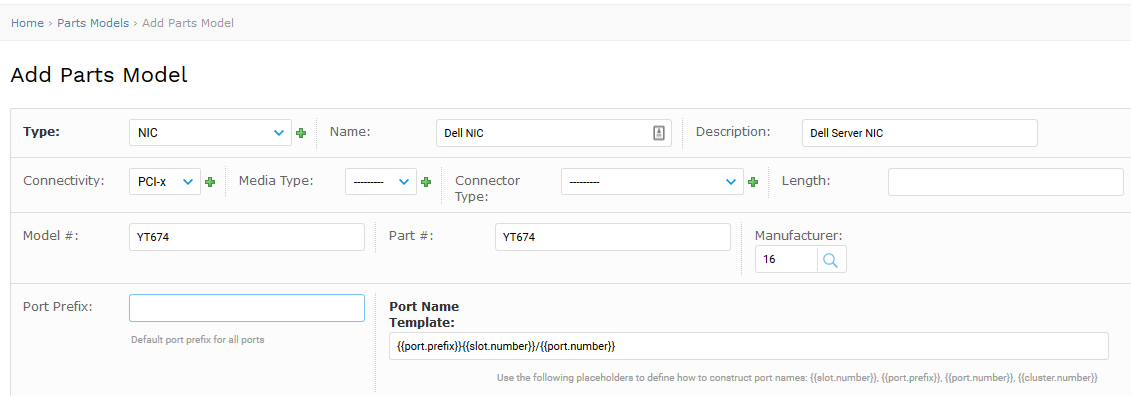 Home › Parts Models › Add Parts Model
Add Parts Model
Type: NIC Name: Dell NIC Description: Dell Server NIC
Connectivity: PCI-x Media Type: --------- Connector Type: --------- Length:
Model #: YT674 Part #: YT674 Manufacturer: 16
Port Prefix: Port Name Template:
{{port.prefix}}{{slot.number}}/{{port.number}}
Default port prefix for all ports
Use the following placeholders to define how to construct port names: {{slot.number}}, {{port.prefix}}, {{port.number}}, {{cluster.number}}